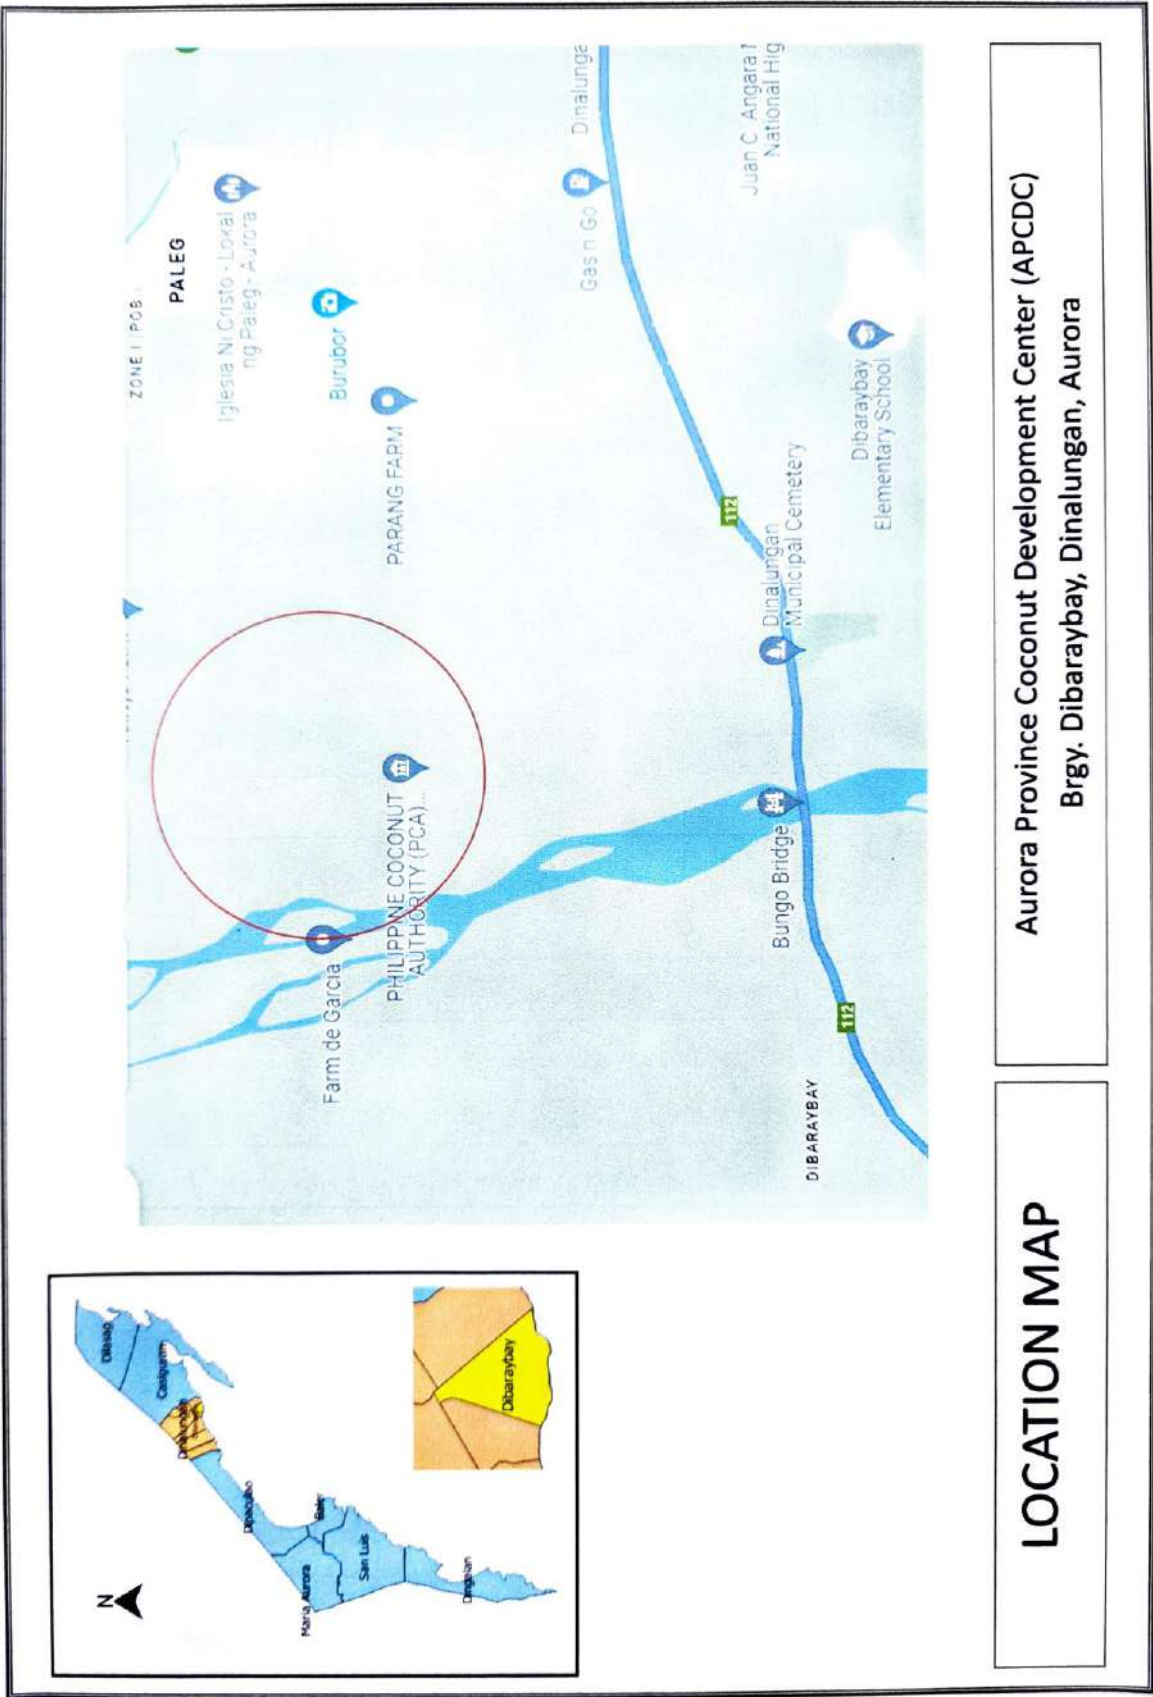 N
Dilasag
Casiguran
Dipaculao
Maria Aurora
San Luis
Dingalan
Dibaraybay
ZONE I (POB.)
PALEG
Iglesia Ni Cristo - Lokal
ng Paleg - Aurora
Burubor
PARANG FARM
Farm de Garcia
PHILIPPINE COCONUT
AUTHORITY (PCA)...
Gas n Go
Dinalunga
Juan C. Angara
National Hig
112
Dinalungan
Municipal Cemetery
Dibaraybay
Elementary School
Bungo Bridge
112
DIBARAYBAY
LOCATION MAP
Aurora Province Coconut Development Center (APCDC)
Brgy. Dibaraybay, Dinalungan, Aurora